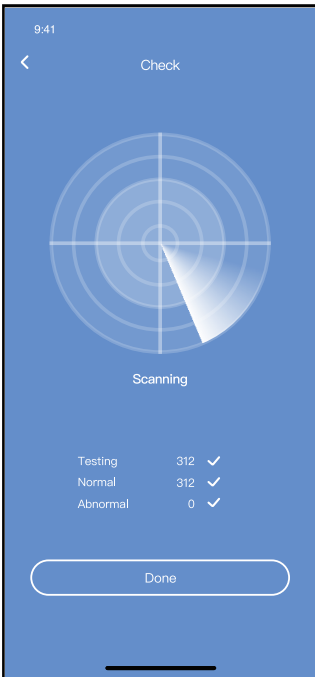 9:41
Check
Scanning
Testing 312
Normal 312
Abnormal 0
Done